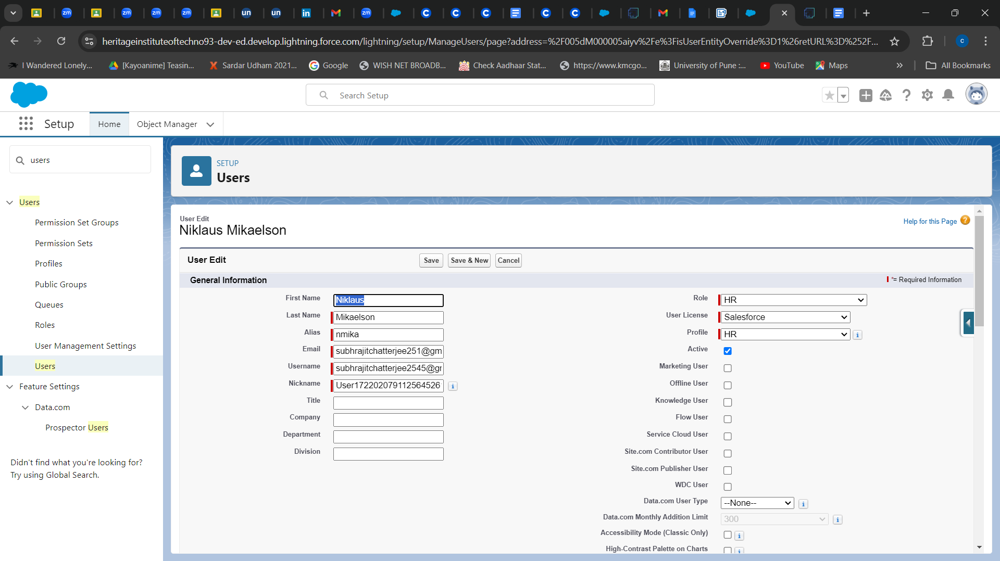 heritageinstituteoftechno93-dev-ed.develop.lightning.force.com/lightning/setup/ManageUsers/page?address=%2F005dM000005aiyv%2Fe%3FisUserEntityOverride%3D1%26retURL%3D%252F...
I Wandered Lonely...
[Kayoanime] Teasin...
Sardar Udham 2021...
Google
WISH NET BROADB...
Check Aadhaar Stat...
https://www.kmcgo...
University of Pune :...
YouTube
Maps
All Bookmarks
Search Setup
Setup
Home
Object Manager
users
Users
Permission Set Groups
Permission Sets
Profiles
Public Groups
Queues
Roles
User Management Settings
Users
Feature Settings
Data.com
Prospector Users
Didn't find what you're looking for?
Try using Global Search.
SETUP
Users
User Edit
Niklaus Mikaelson
Help for this Page
User Edit
Save
Save & New
Cancel
General Information
*= Required Information
First Name Niklaus
Last Name Mikaelson
Alias nmika
Email subhrajitchatterjee251@gm
Username subhrajitchatterjee2545@gr
Nickname User172202079112564526
Title
Company
Department
Division
Role HR
User License Salesforce
Profile HR
Active
Marketing User
Offline User
Knowledge User
Flow User
Service Cloud User
Site.com Contributor User
Site.com Publisher User
WDC User
Data.com User Type --None--
Data.com Monthly Addition Limit 300
Accessibility Mode (Classic Only)
High-Contrast Palette on Charts